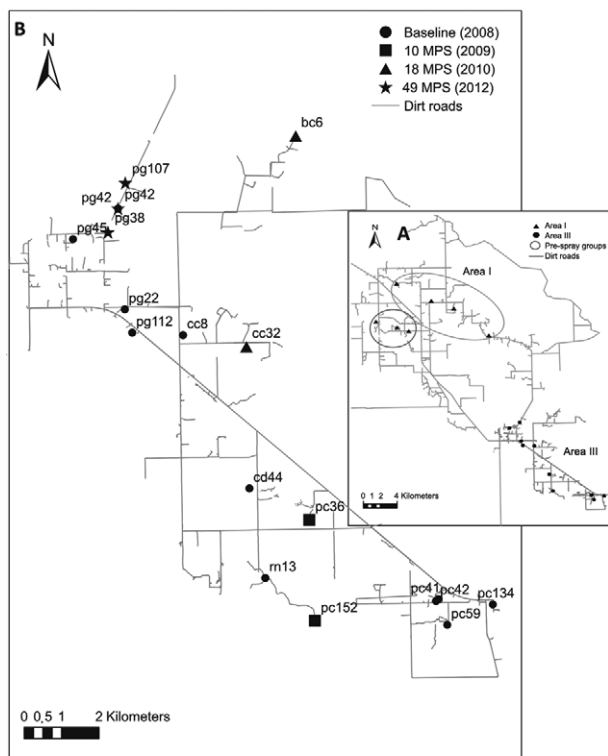 B
N
Baseline (2008)
10 MPS (2009)
18 MPS (2010)
49 MPS (2012)
Dirt roads
bc6
pg107
pg42
pg42
pg38
pg45
pg22
pg112
cc8
cc32
cd44
pc36
rn13
pc152
pc41
pc42
pc134
pc59
0 0,5 1 2 Kilometers
A
N
Area I
Area III
Pre-spray groups
Dirt roads
Area I
Area III
0 1 2 4 Kilometers